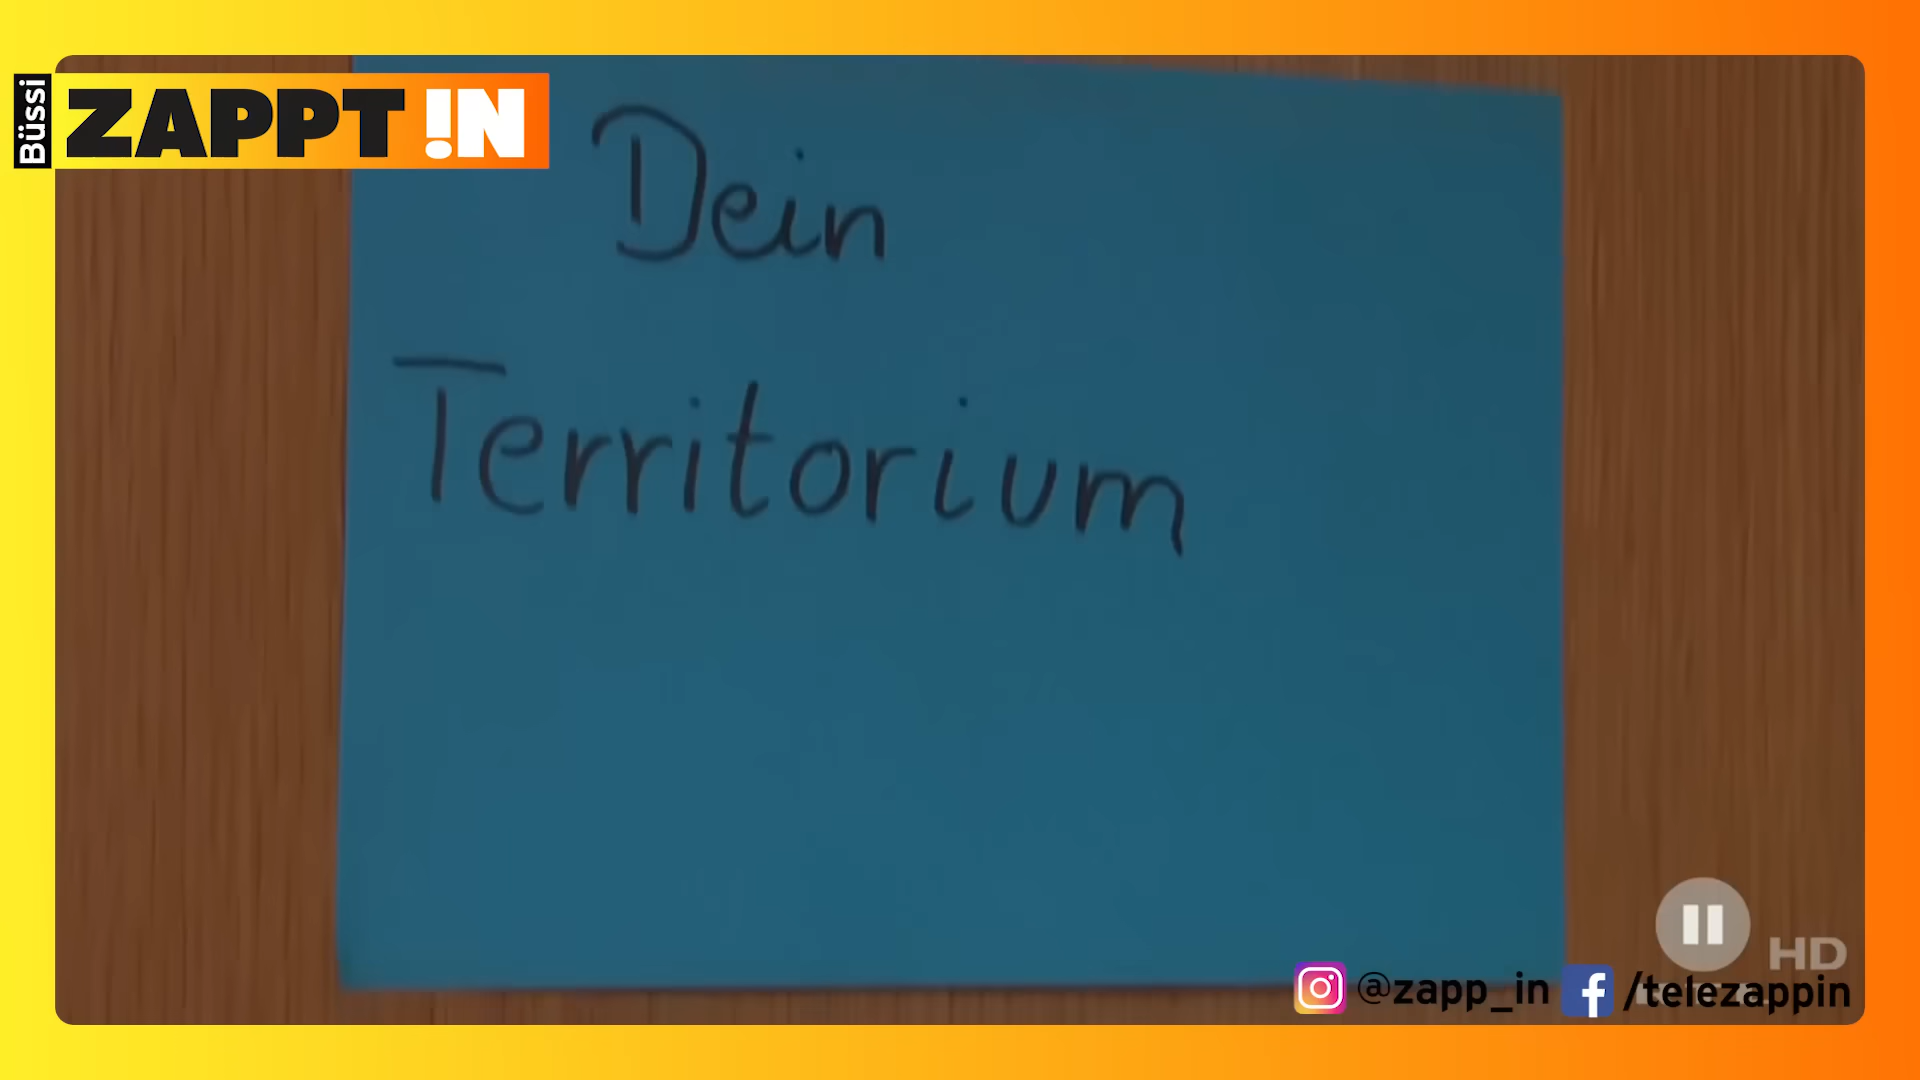 Büssi
ZAPPT !N
Dein
Territorium
HD
@zapp_in
/telezappin